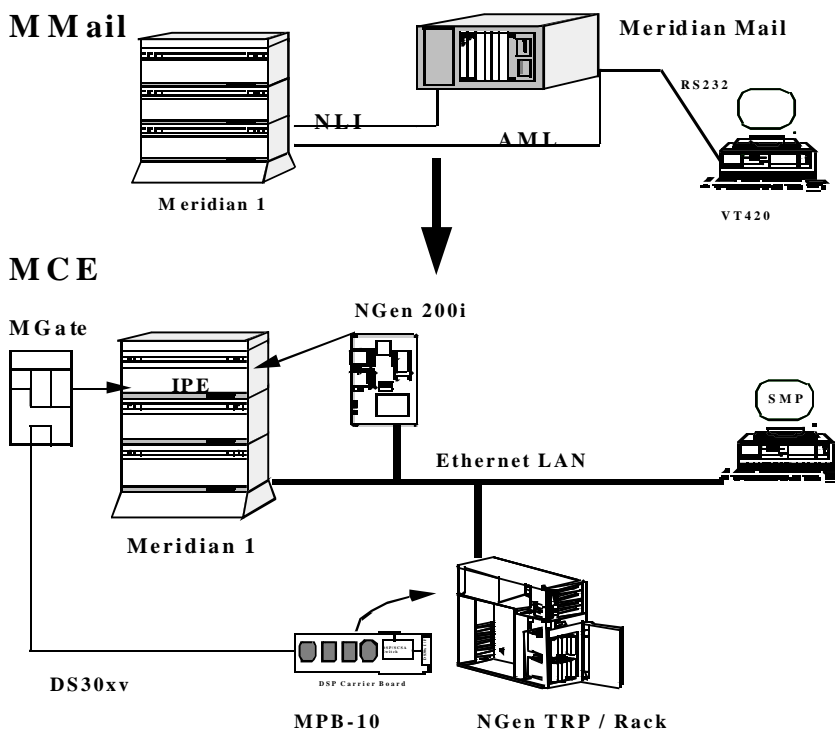 MMail
Meridian Mail
RS232
NLI
AML
Meridian 1
VT420
MCE
MGate
NGen 200i
IPE
SMP
Ethernet LAN
Meridian 1
DSP Carrier Board
DS30xv
MPB-10
NGen TRP / Rack